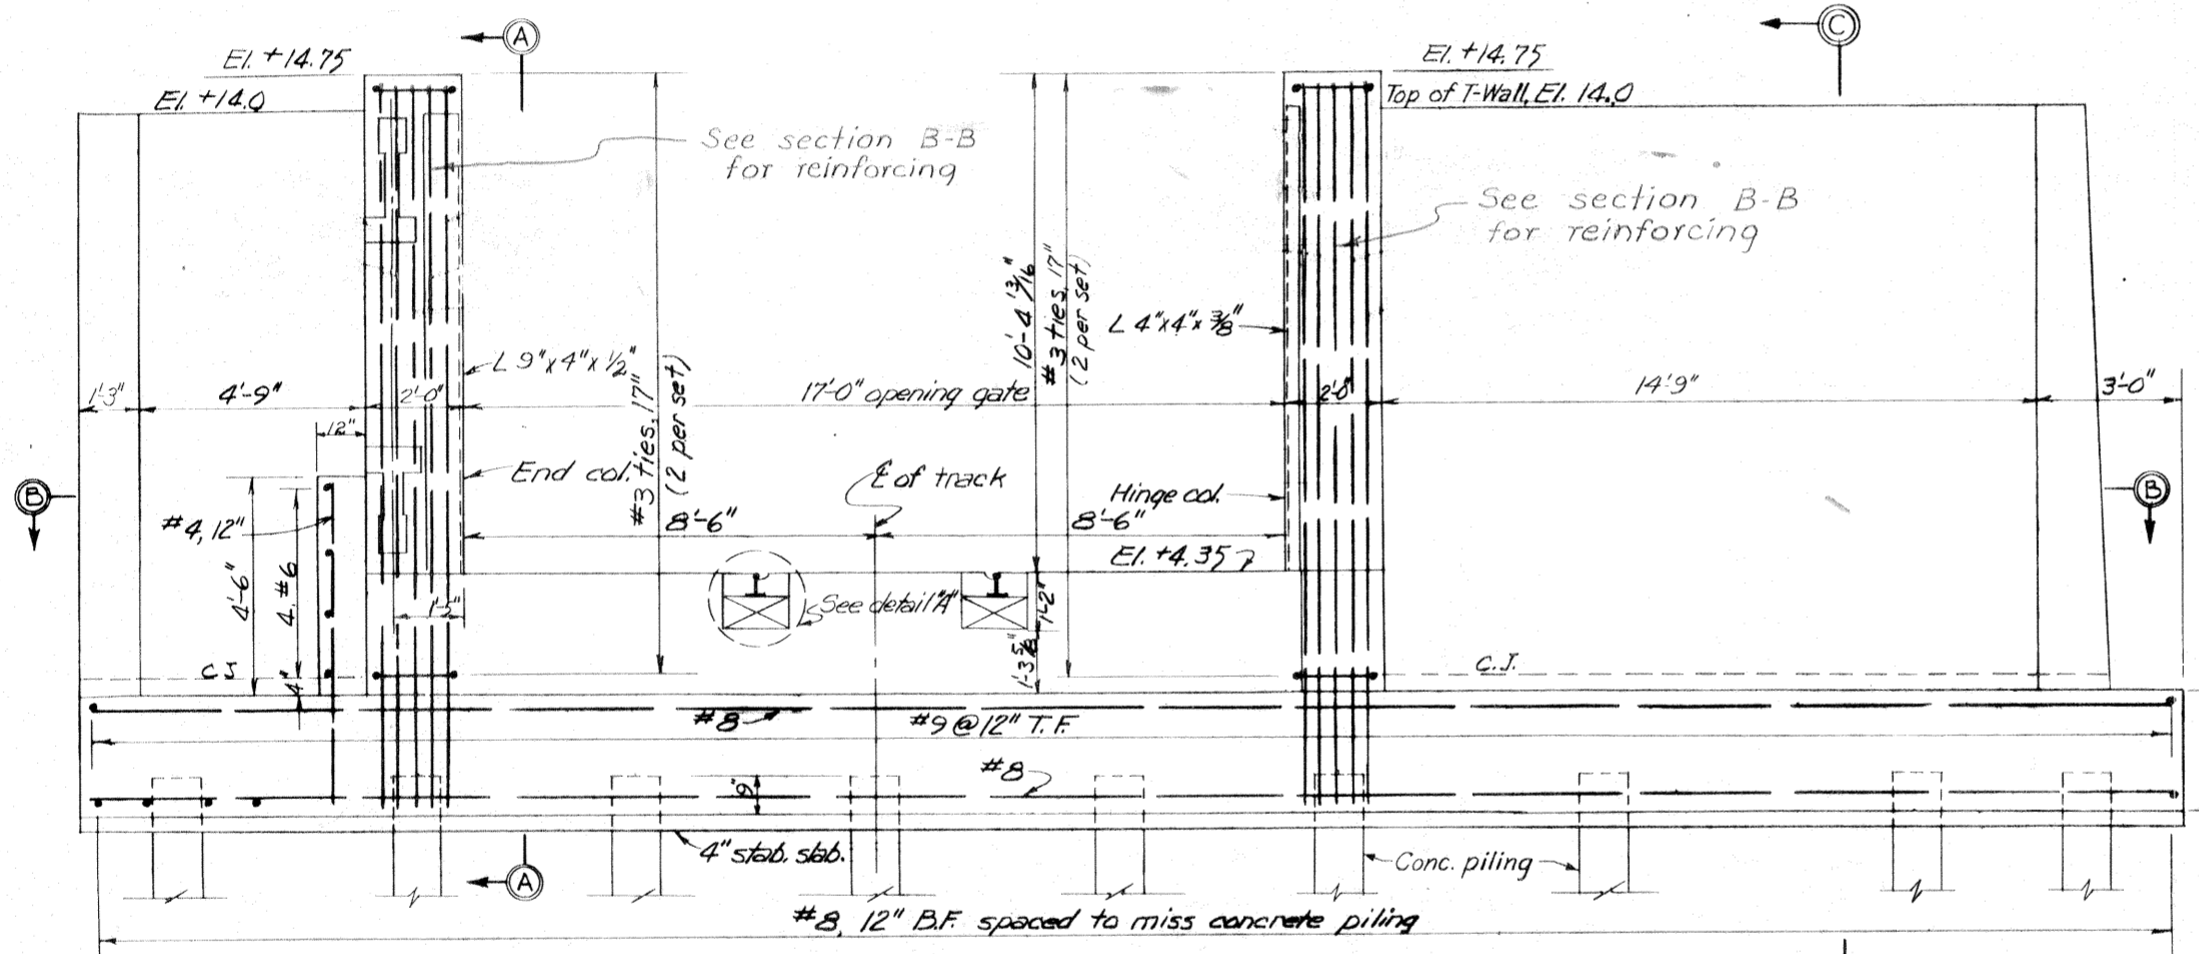 A
C
El. +14.75
El. +14.0
El. +14.75
Top of T-Wall, El. 14.0
See section B-B
for reinforcing
See section B-B
for reinforcing
L 9"x4"x1/2"
#3 ties, 17"
(2 per set)
10'-4 13/16"
#3 ties, 17"
(2 per set)
L 4"x4"x3/8"
1'-3"
4'-9"
2'-0"
17'-0" opening gate
2'-0"
14'-9"
3'-0"
12"
End col.
℄ of track
Hinge col.
B
B
#4, 12"
8'-6"
8'-6"
El. +4.35
4'-6"
4, #6
4"
1'-5"
See detail "A"
1'-2"
1'-3 5/8"
C J
C.J.
#8
#9 @ 12" T.F.
#8
9"
4" stab. slab.
A
Conc. piling
#8, 12" B.F. spaced to miss concrete piling